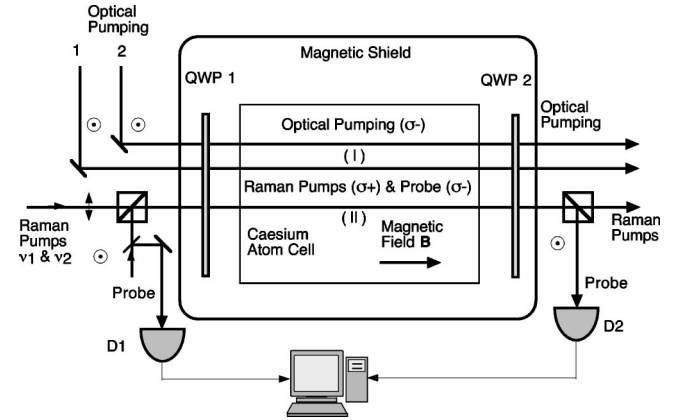 Optical
Pumping
1 2
Magnetic Shield
QWP 1
QWP 2
Optical Pumping (σ-)
Optical
Pumping
( I )
Raman Pumps (σ+) & Probe (σ-)
( II )
Raman
Pumps
ν1 & ν2
Caesium
Atom Cell
Magnetic
Field B
Raman
Pumps
Probe
Probe
D1
D2